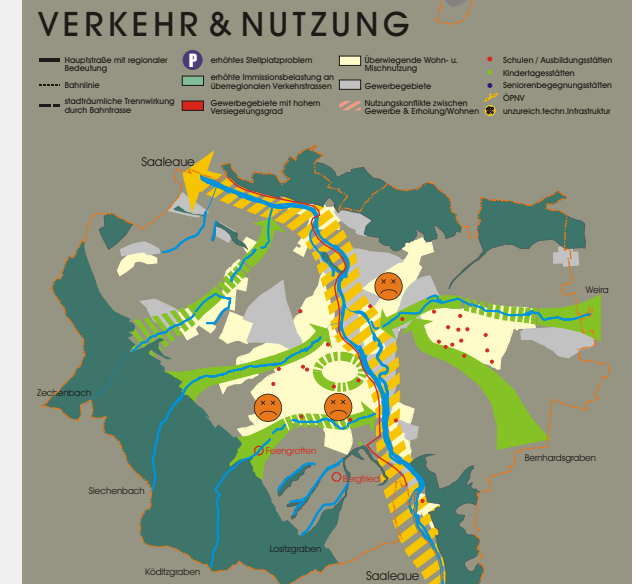 VERKEHR & NUTZUNG
Hauptstraße mit regionaler
Bedeutung
Bahnlinie
stadträumliche Trennwirkung
durch Bahntrasse
P
erhöhtes Stellplatzproblem
erhöhte Immissionsbelastung an
überregionalen Verkehrstrassen
Gewerbegebiete mit hohem
Versiegelungsgrad
Überwiegende Wohn- u.
Mischnutzung
Gewerbegebiete
Nutzungskonflikte zwischen
Gewerbe & Erholung/Wohnen
Schulen / Ausbildungsstätten
Kindertagesstätten
Seniorenbegegnungsstätten
ÖPNV
unzureich.techn.Infrastruktur
Saaleaue
Weira
Zechenbach
Feengrotten
Bernhardsgraben
Bergfried
Siechenbach
Lositzgraben
Köditzgraben
Saaleaue